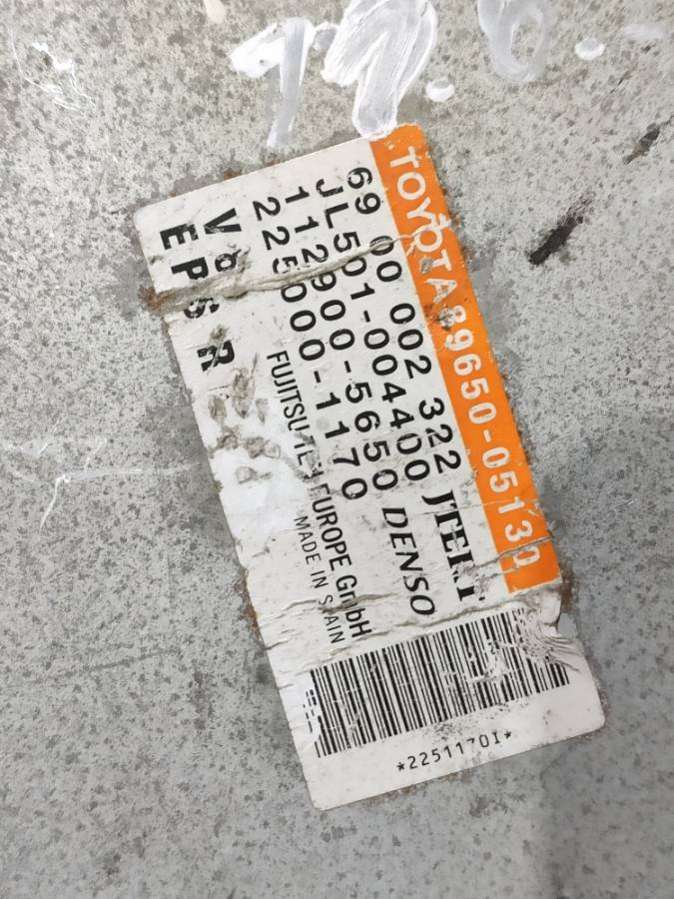 TOYOTA 89650-05130
69 00 002 322 JTEKT
JL501-004400
112900-5650 DENSO
225000-1170
FUJITSU TEN EUROPE GmbH
MADE IN SPAIN
V8 R
EPS
*2251170I*